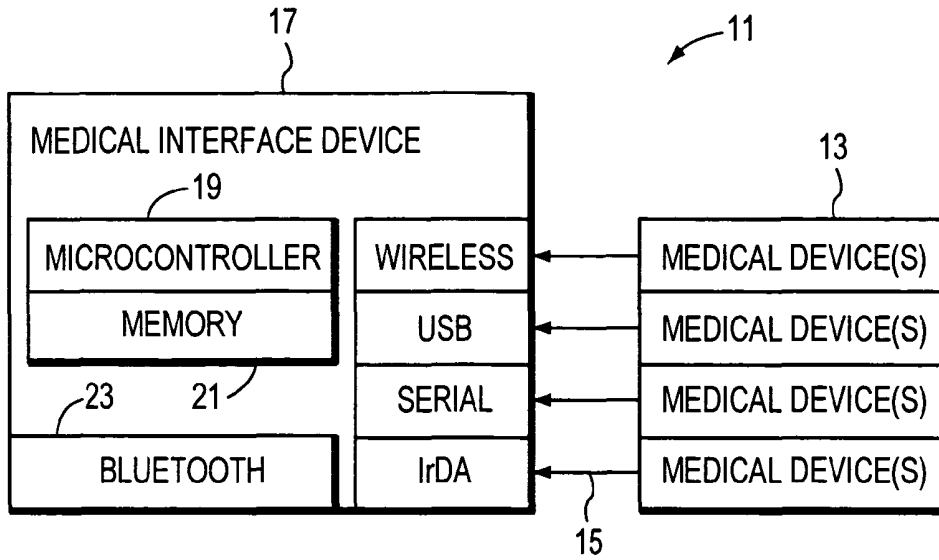 17
11
MEDICAL INTERFACE DEVICE
13
19
MICROCONTROLLER
MEMORY
21
23
BLUETOOTH
WIRELESS
USB
SERIAL
IrDA
15
MEDICAL DEVICE(S)
MEDICAL DEVICE(S)
MEDICAL DEVICE(S)
MEDICAL DEVICE(S)